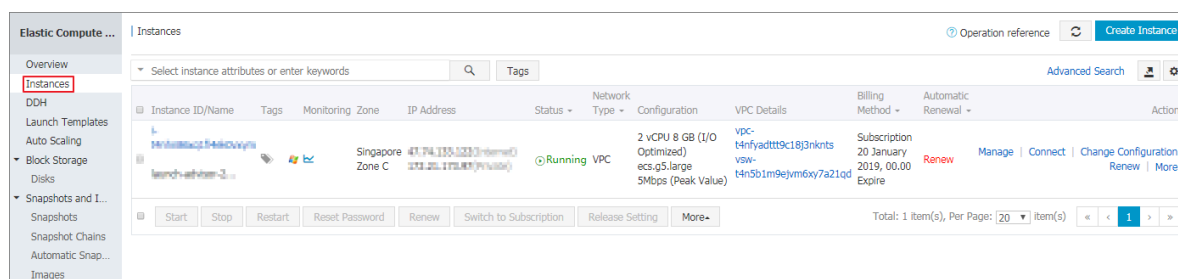 Elastic Compute ...
Instances
Operation reference
Create Instance
Overview
Instances
DDH
Launch Templates
Auto Scaling
Block Storage
Disks
Snapshots and I...
Snapshots
Snapshot Chains
Automatic Snap...
Images
Select instance attributes or enter keywords
Tags
Advanced Search
Instance ID/Name Tags Monitoring Zone IP Address Status Network Type Configuration VPC Details Billing Method Automatic Renewal Action
i-
Singapore
Zone C
Running
VPC
2 vCPU 8 GB (I/O
Optimized)
ecs.g5.large
5Mbps (Peak Value)
vpc-
t4nfyadttt9c18j3nknts
vsw-
t4n5b1m9ejvm6xy7a21qd
Subscription
20 January
2019, 00.00
Expire
Renew
Manage | Connect | Change Configuration
Renew | More
Start Stop Restart Reset Password Renew Switch to Subscription Release Setting More
Total: 1 item(s), Per Page: 20 item(s) « ‹ 1 › »